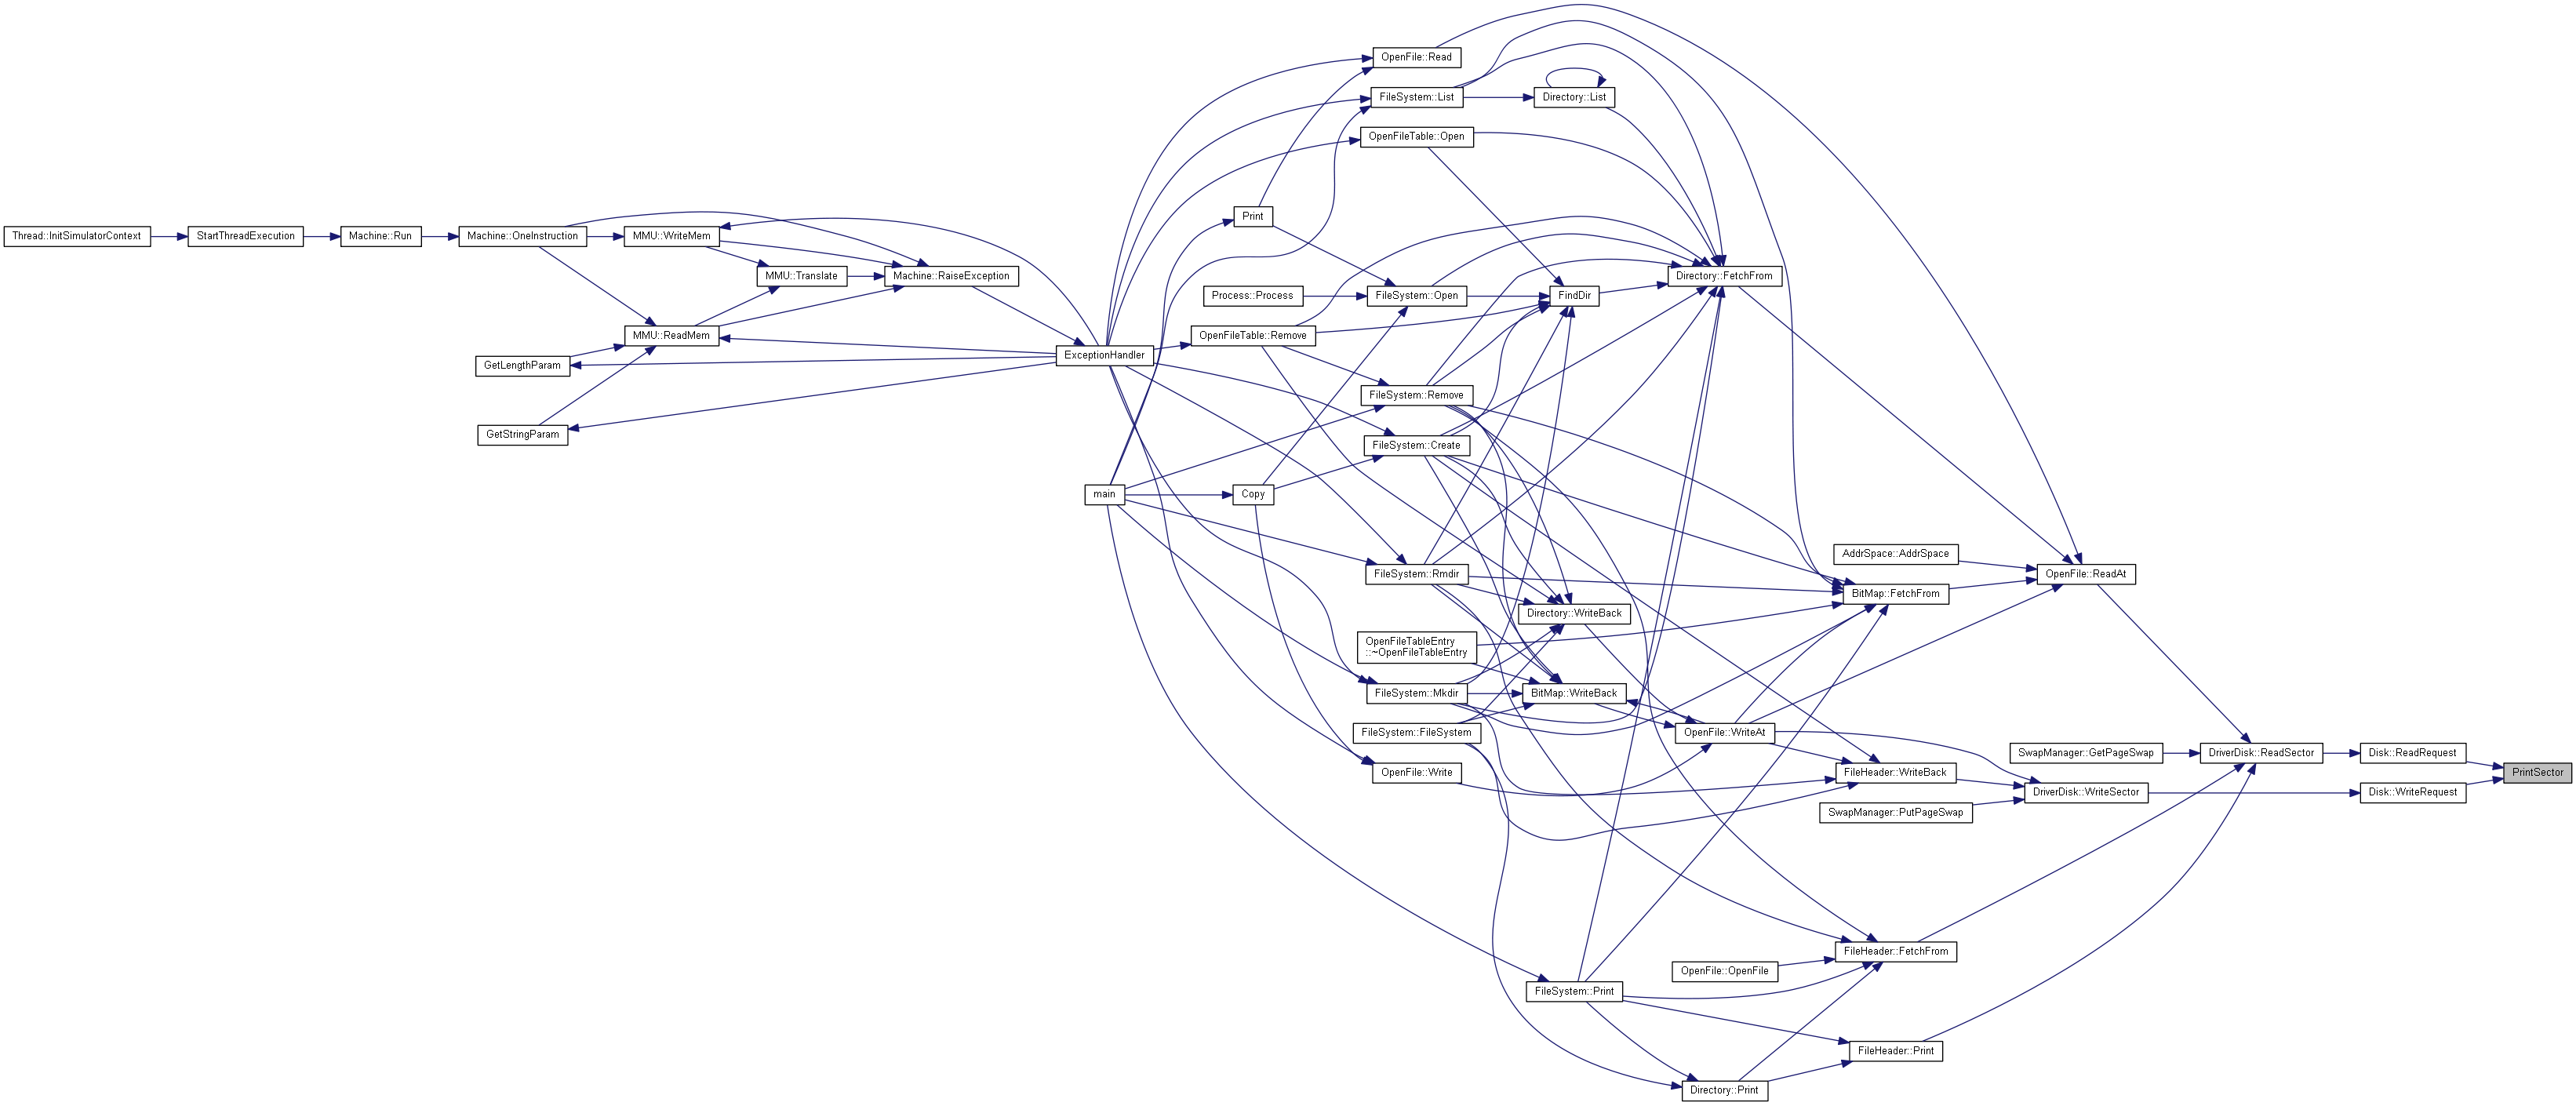 OpenFile::Read
FileSystem::List
Directory::List
OpenFileTable::Open
Print
Thread::InitSimulatorContext
StartThreadExecution
Machine::Run
Machine::OneInstruction
MMU::WriteMem
MMU::Translate
Machine::RaiseException
Directory::FetchFrom
Process::Process
FileSystem::Open
FindDir
MMU::ReadMem
OpenFileTable::Remove
ExceptionHandler
GetLengthParam
FileSystem::Remove
GetStringParam
FileSystem::Create
main
Copy
AddrSpace::AddrSpace
FileSystem::Rmdir
OpenFile::ReadAt
BitMap::FetchFrom
Directory::WriteBack
OpenFileTableEntry
::~OpenFileTableEntry
FileSystem::Mkdir
BitMap::WriteBack
FileSystem::FileSystem
OpenFile::WriteAt
SwapManager::GetPageSwap
DriverDisk::ReadSector
Disk::ReadRequest
OpenFile::Write
FileHeader::WriteBack
PrintSector
DriverDisk::WriteSector
Disk::WriteRequest
SwapManager::PutPageSwap
FileHeader::FetchFrom
OpenFile::OpenFile
FileSystem::Print
FileHeader::Print
Directory::Print